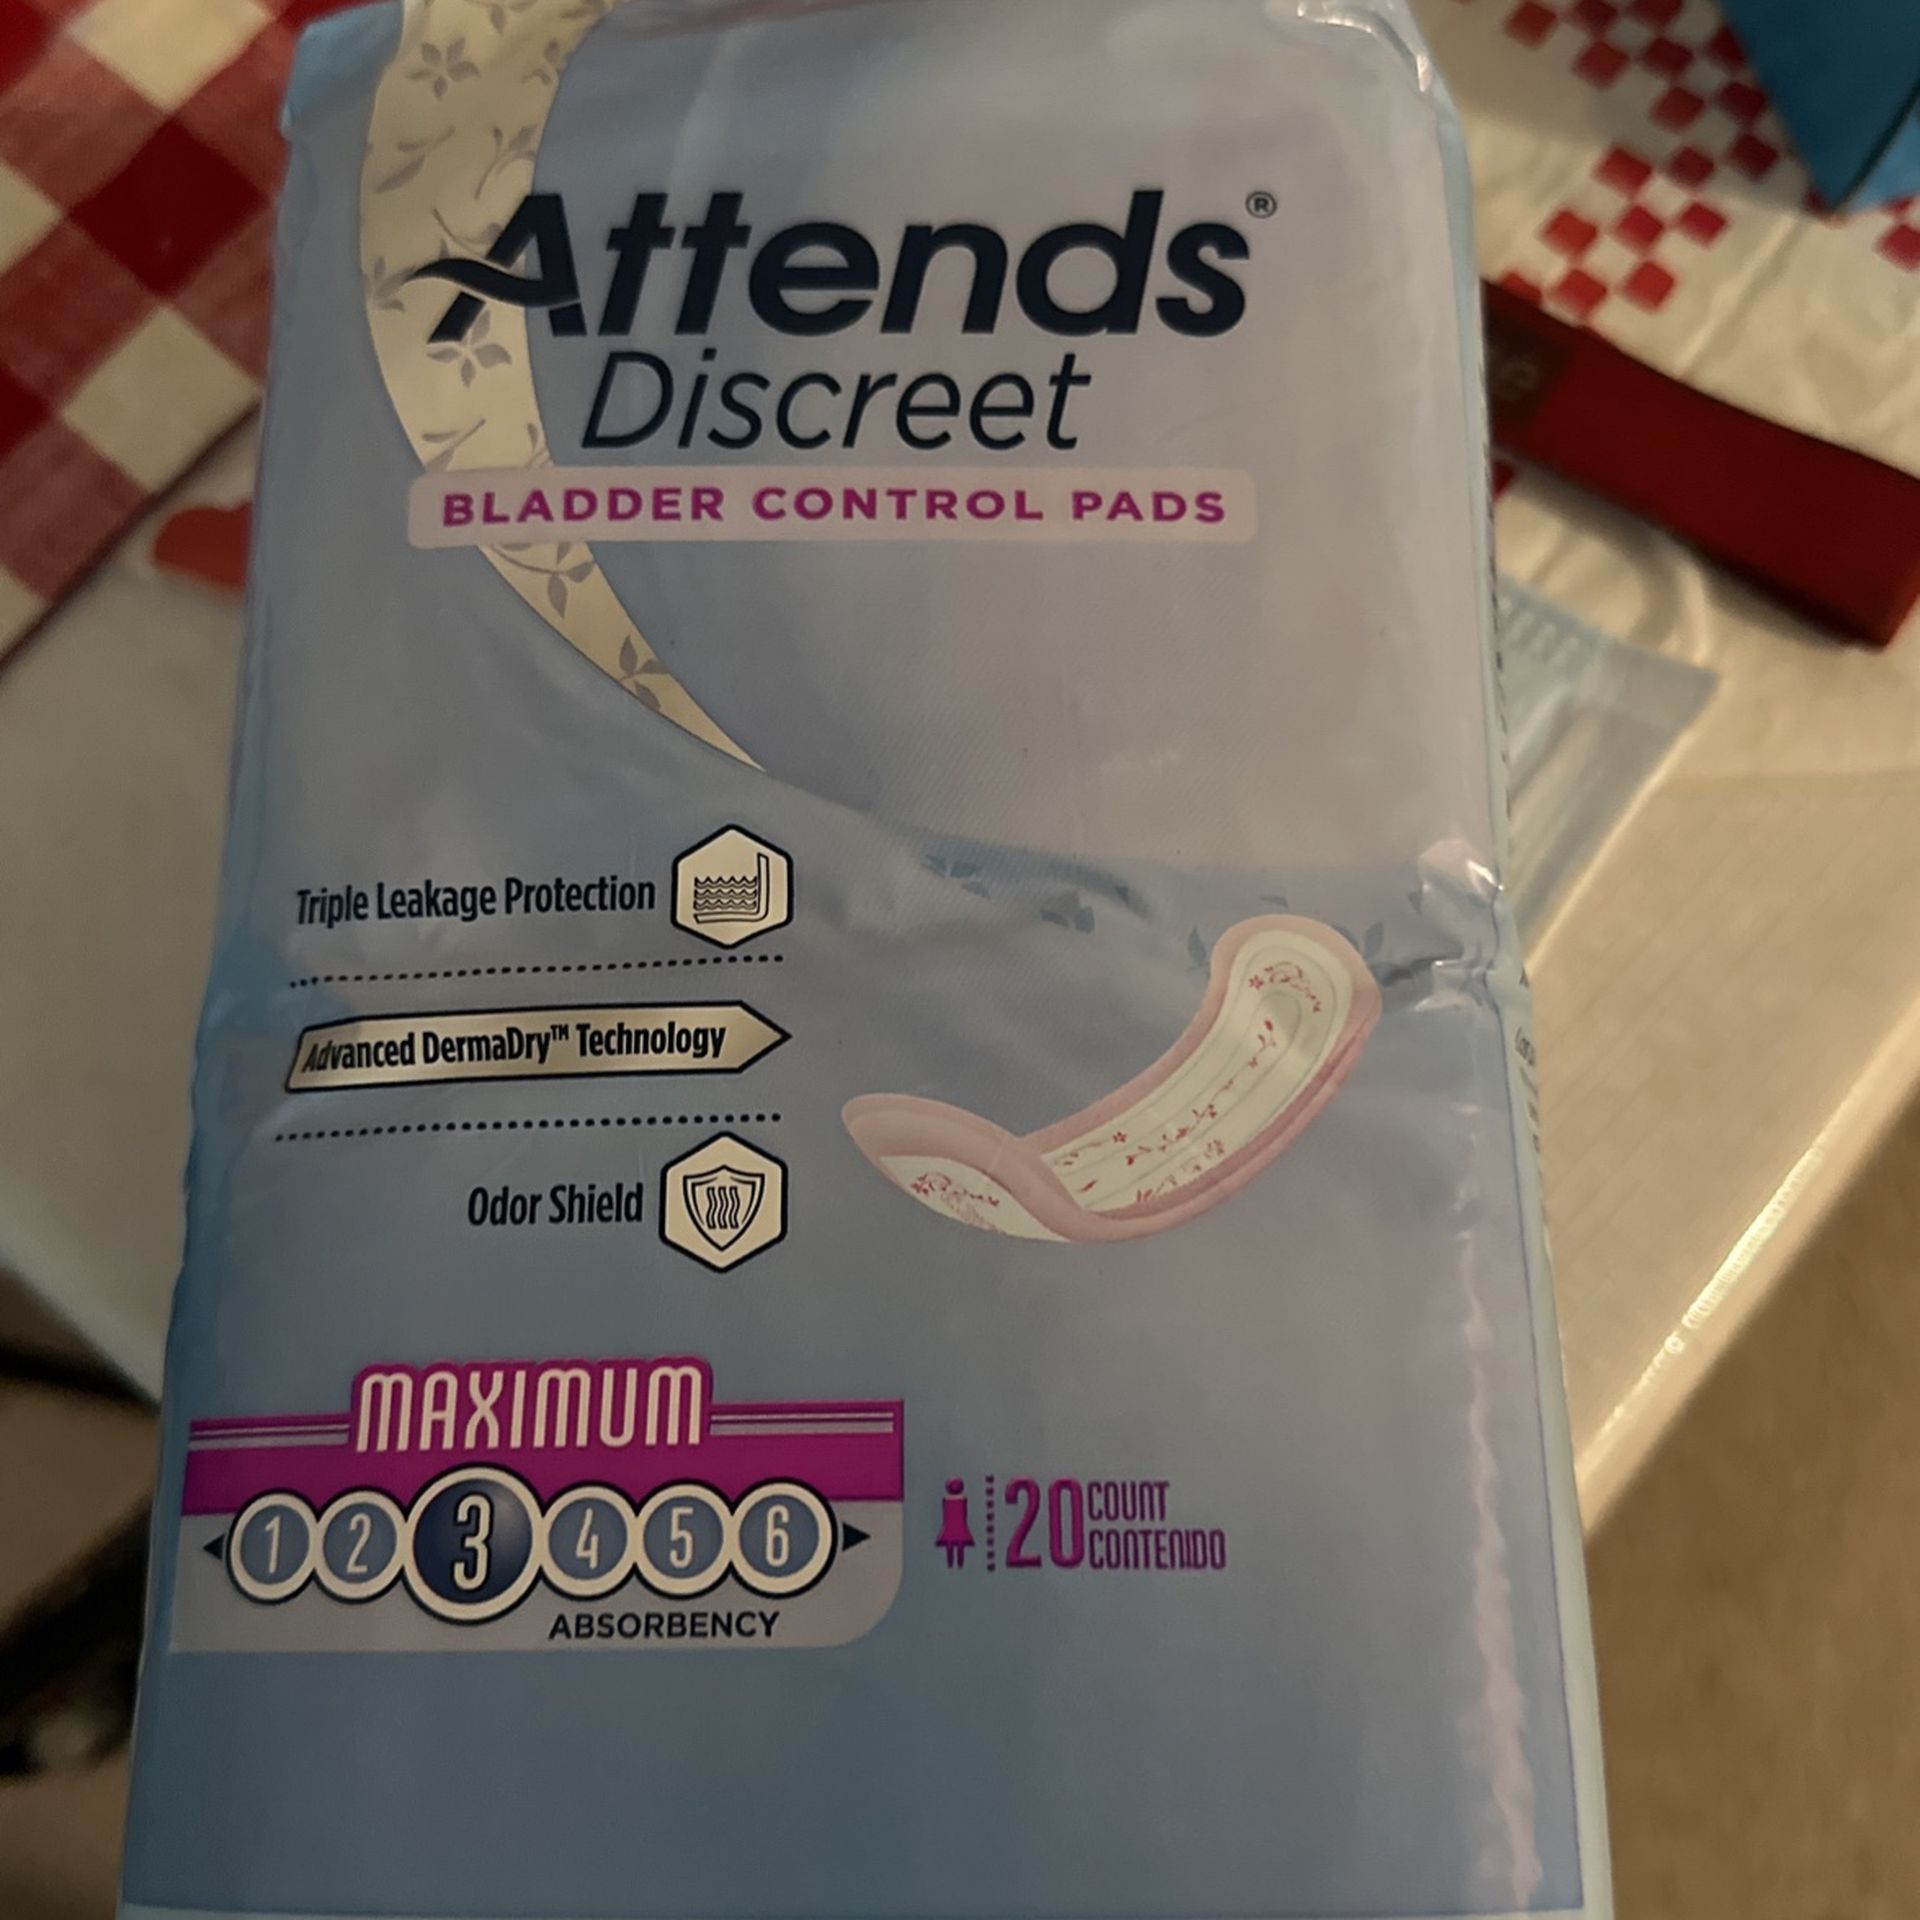 Attends®
Discreet
BLADDER CONTROL PADS
Triple Leakage Protection
Advanced DermaDry™ Technology
Odor Shield
MAXIMUM
1 2 3 4 5 6
ABSORBENCY
20 COUNT
CONTENIDO